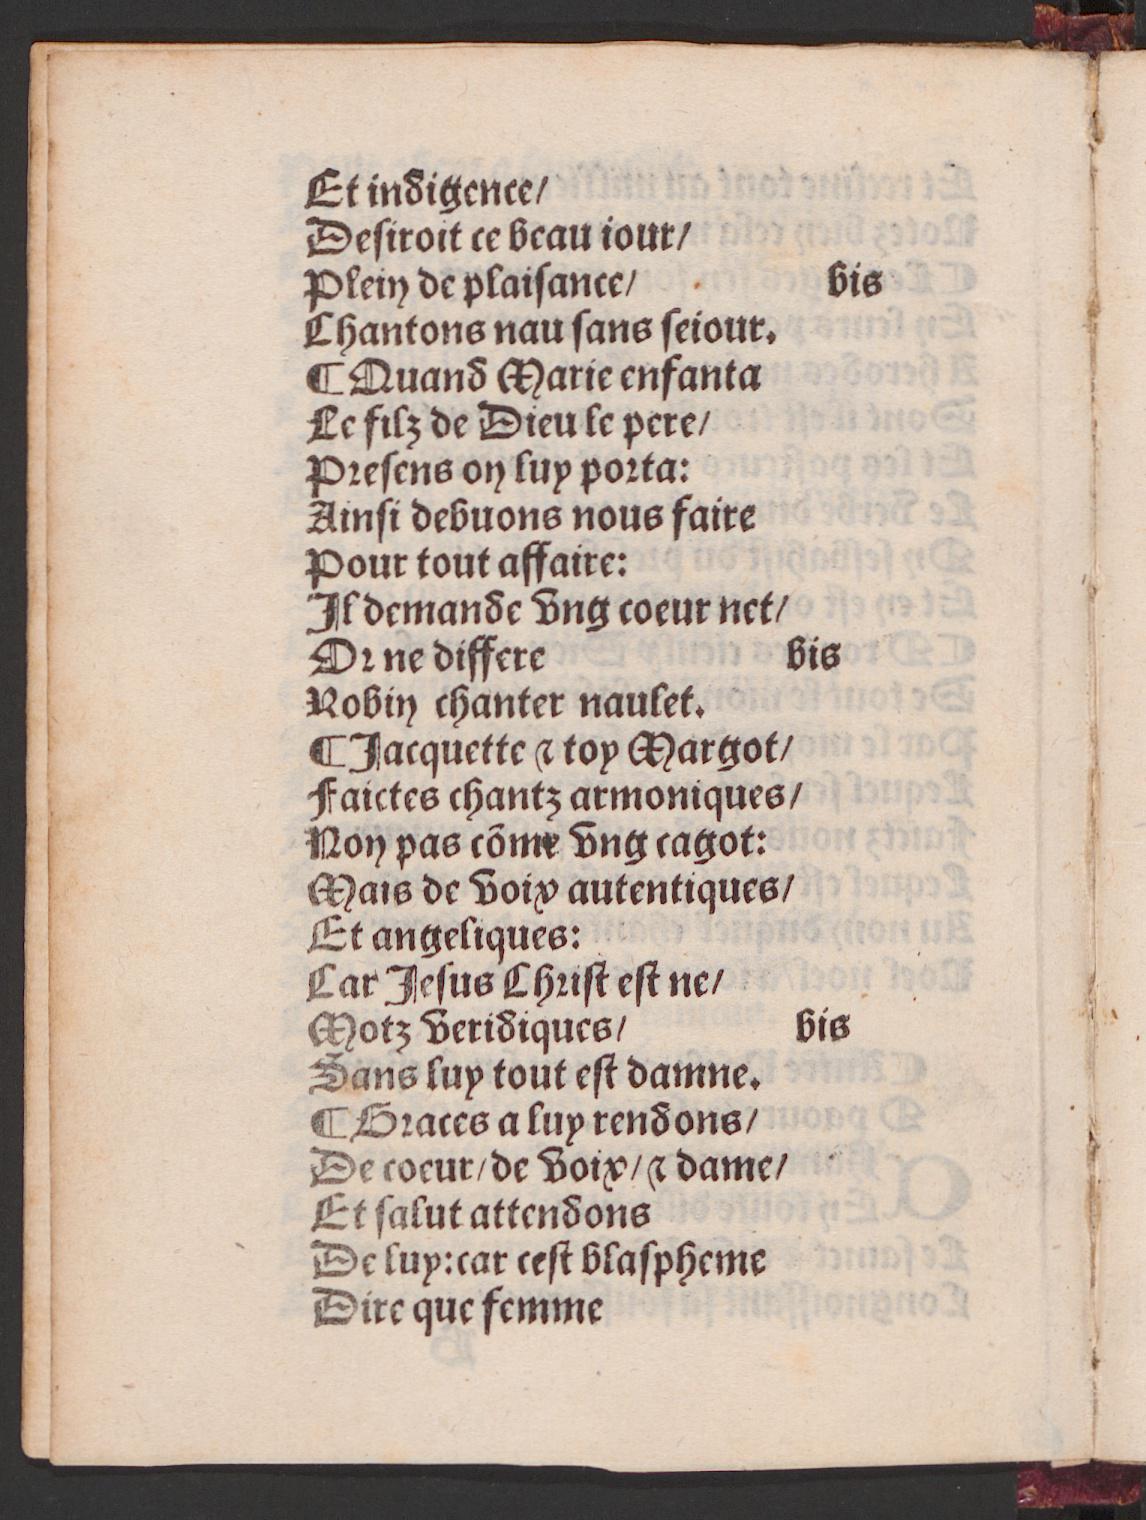 Et indigence/
Desiroit ce beau iour/
Plein de plaisance/ bis
Chantons nau sans seiour.
¶ Quand Marie enfanta
Le filz de Dieu le pere/
Presens on luy porta:
Ainsi debuons nous faire
Pour tout affaire:
Il demande vng coeur net/
Or ne differe bis
Robin chanter naulet.
¶ Jacquette ⁊ toy Margot/
Faictes chantz armoniques/
Non pas cõme vng cagot:
Mais de voix autentiques/
Et angeliques:
Car Jesus Christ est ne/
Motz veridiques/ bis
Sans luy tout est damne.
¶ Graces a luy rendons/
De coeur/ de voix/ ⁊ dame/
Et salut attendons
De luy: car cest blaspheme
Dire que femme